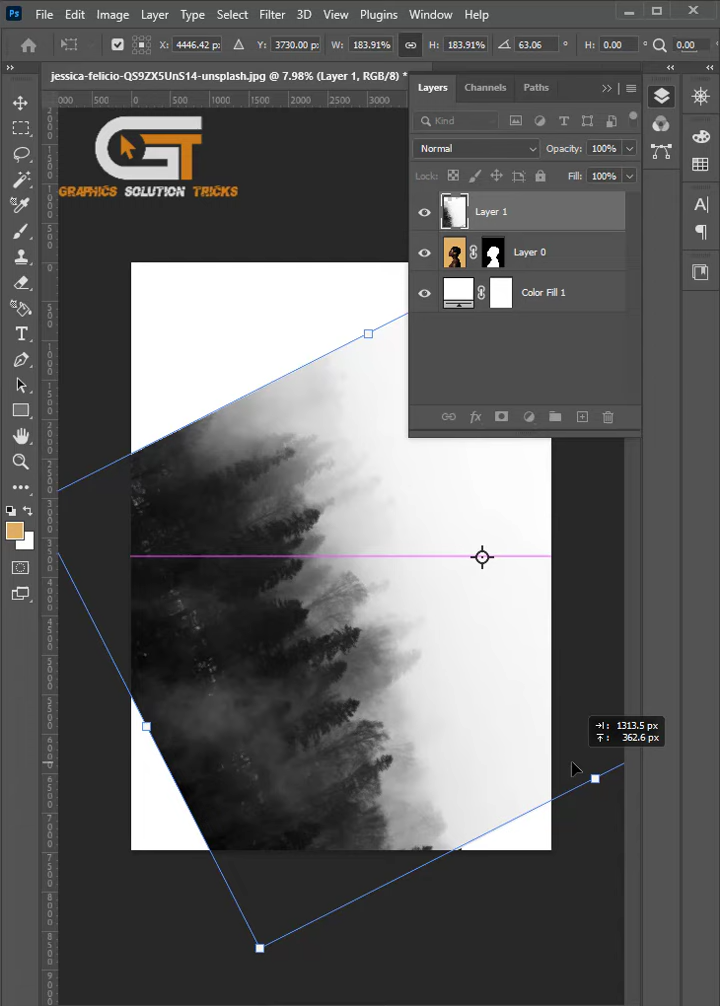 Ps File Edit Image Layer Type Select Filter 3D View Plugins Window Help
X: 4446.42 px Y: 3730.00 px W: 183.91% H: 183.91% 63.06 ° H: 0.00 ° 0.00
jessica-felicio-QS9ZX5UnS14-unsplash.jpg @ 7.98% (Layer 1, RGB/8) *
Layers Channels Paths
000 500 0 500 1000 1500 2000 2500 3000
Kind
Normal Opacity: 100%
Lock: Fill: 100%
GT
GRAPHICS SOLUTION TRICKS
Layer 1
Layer 0
Color Fill 1
1313.5 px
362.6 px